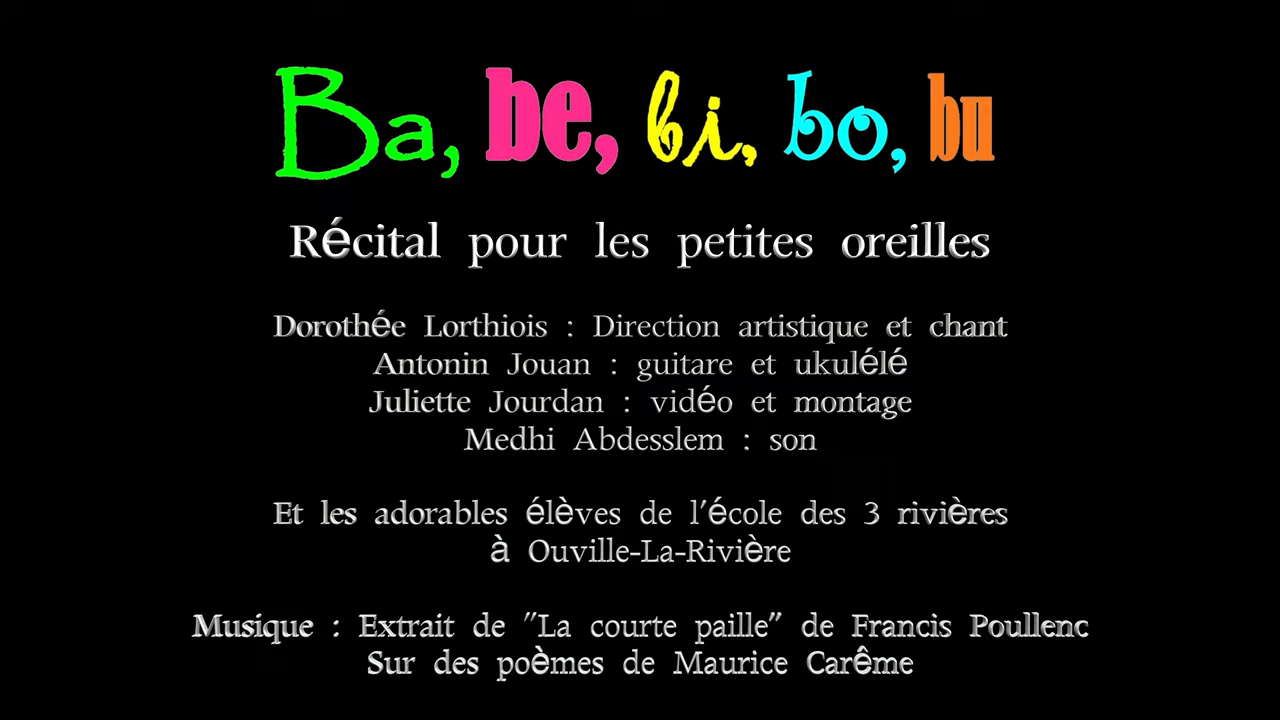 Ba, be, bi, bo, bu
Récital pour les petites oreilles
Dorothée Lorthiois : Direction artistique et chant
Antonin Jouan : guitare et ukulélé
Juliette Jourdan : vidéo et montage
Medhi Abdesslem : son
Et les adorables élèves de l'école des 3 rivières
à Ouville-La-Rivière
Musique : Extrait de "La courte paille" de Francis Poullenc
Sur des poèmes de Maurice Carême